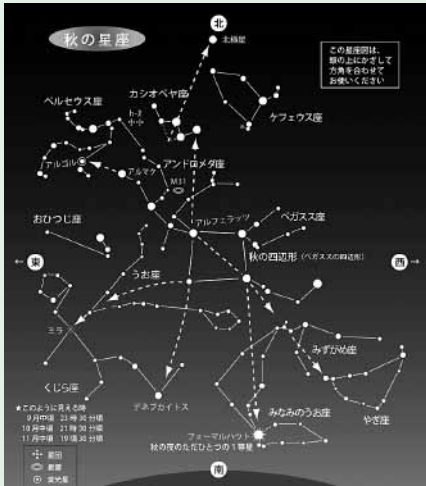 北
秋の星座
北極星
この星座図は、
頭の上にかざして
方角を合わせて
お使いください
カシオペヤ座
ペルセウス座
h-χ
ケフェウス座
アルゴル
アルマク
アンドロメダ座
M31
おひつじ座
アルフェラッツ
ペガスス座
秋の四辺形（ペガススの四辺形）
←東
西→
うお座
ミラ
みずがめ座
くじら座
デネブカイトス
みなみのうお座
やぎ座
★このように見える時
9月中頃 23時30分頃
10月中頃 21時30分頃
11月中頃 19時30分頃
フォーマルハウト
秋の夜のただひとつの1等星
星団
変光星
南